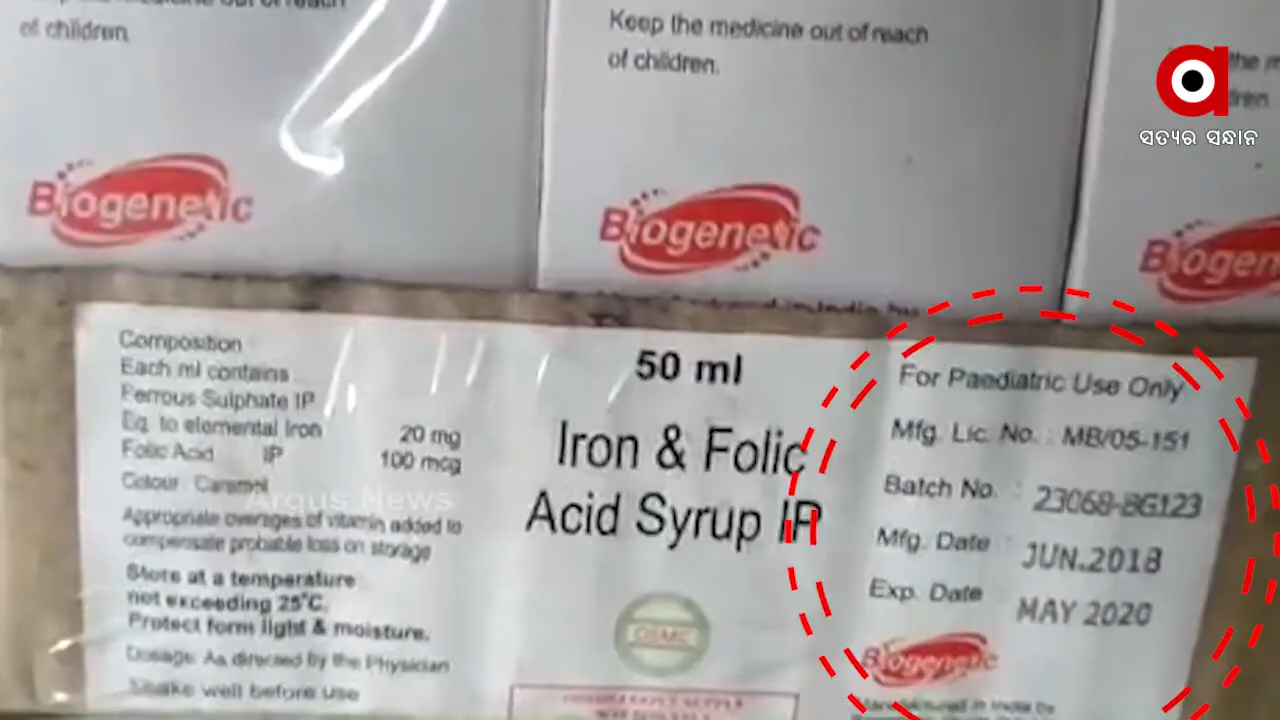 of children.
Keep the medicine out of reach
of children.
Biogenetic
Biogenetic
Biogen
ସତ୍ୟର ସନ୍ଧାନ
Composition
Each ml contains
Ferrous Sulphate IP
Eq. to elemental Iron 20 mg
Folic Acid IP 100 mcg
Colour : Caramel
Argus News
Appropriate overages of vitamin added to
compensate probable loss on storage
Store at a temperature
not exceeding 25°C.
Protect form light & moisture.
Dosage: As directed by the Physician
Shake well before use
50 ml
Iron & Folic
Acid Syrup IP
For Paediatric Use Only
Mfg. Lic. No. : MB/05-151
Batch No. : 23068-BG123
Mfg. Date : JUN.2018
Exp. Date MAY 2020
Biogenetic
Manufactured in India by